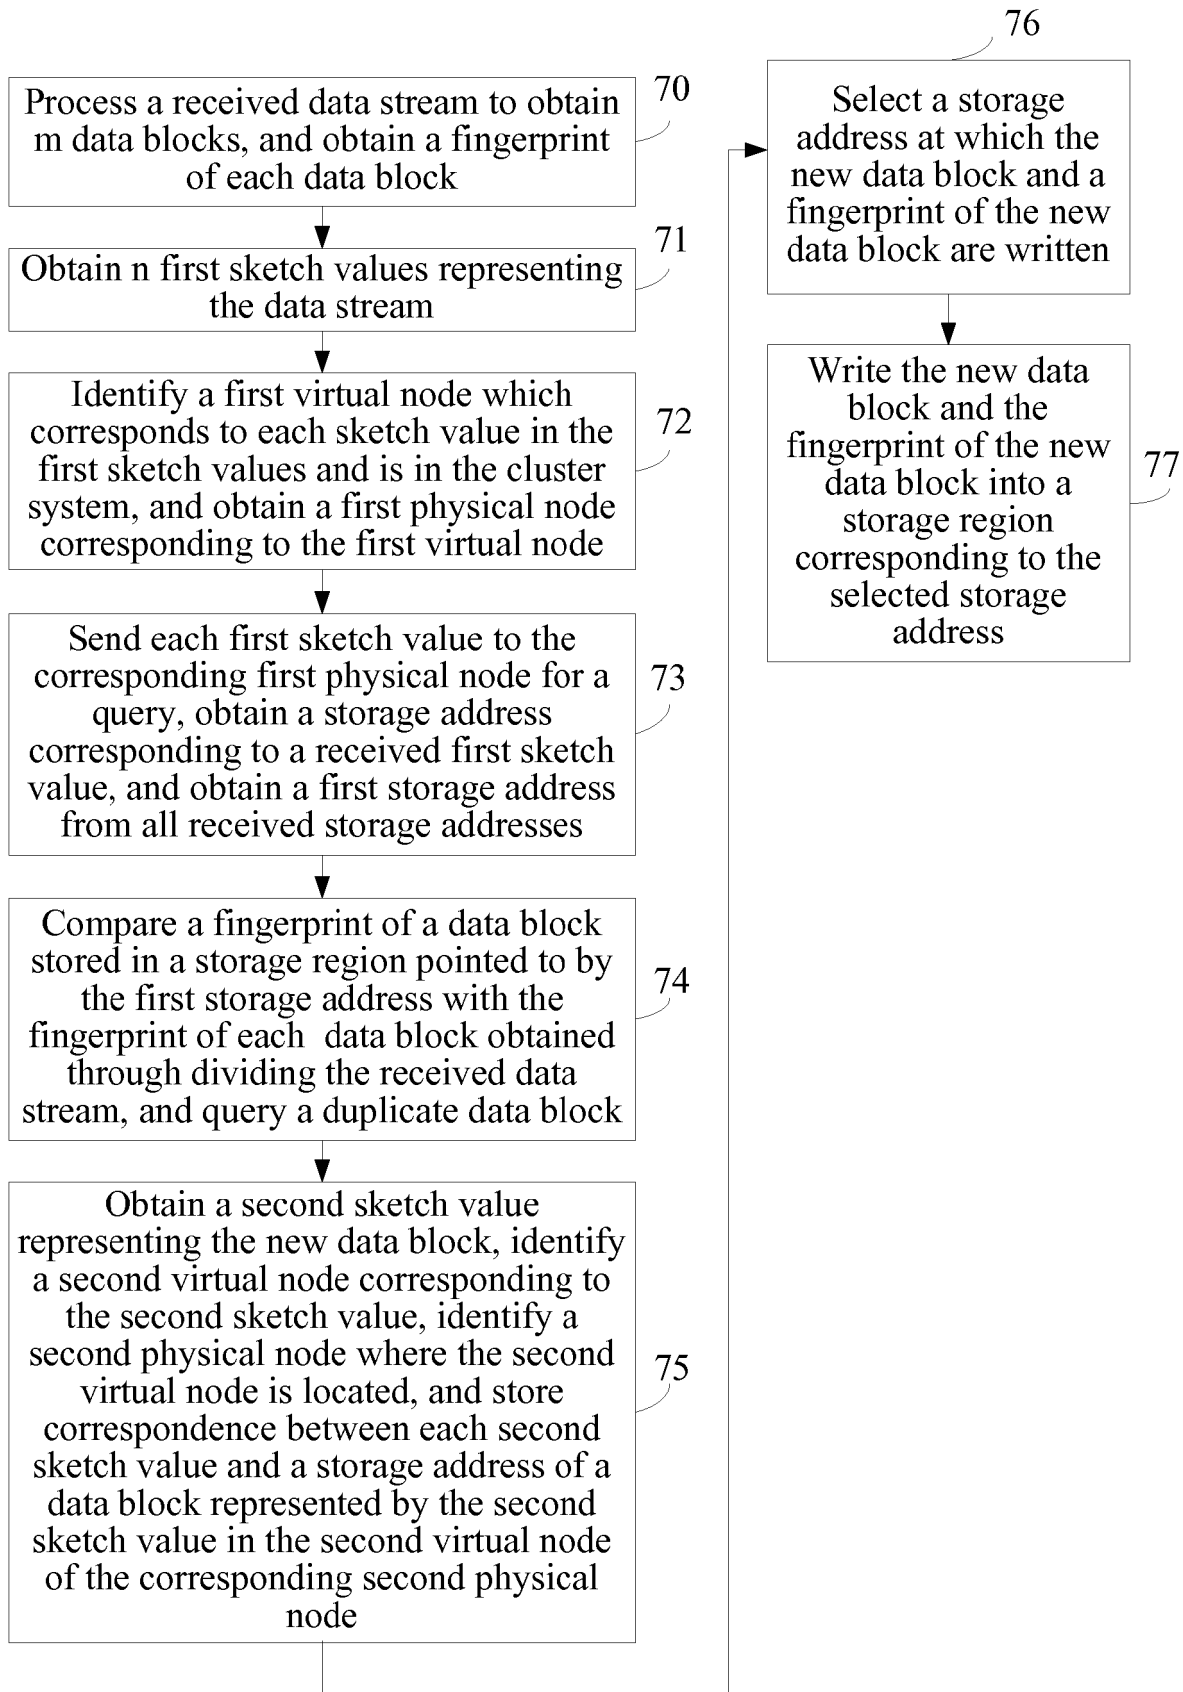 70
Process a received data stream to obtain
m data blocks, and obtain a fingerprint
of each data block
71
Obtain n first sketch values representing
the data stream
72
Identify a first virtual node which
corresponds to each sketch value in the
first sketch values and is in the cluster
system, and obtain a first physical node
corresponding to the first virtual node
73
Send each first sketch value to the
corresponding first physical node for a
query, obtain a storage address
corresponding to a received first sketch
value, and obtain a first storage address
from all received storage addresses
74
Compare a fingerprint of a data block
stored in a storage region pointed to by
the first storage address with the
fingerprint of each  data block obtained
through dividing the received data
stream, and query a duplicate data block
75
Obtain a second sketch value
representing the new data block, identify
a second virtual node corresponding to
the second sketch value, identify a
second physical node where the second
virtual node is located, and store
correspondence between each second
sketch value and a storage address of a
data block represented by the second
sketch value in the second virtual node
of the corresponding second physical
node
76
Select a storage
address at which the
new data block and a
fingerprint of the new
data block are written
77
Write the new data
block and the
fingerprint of the new
data block into a
storage region
corresponding to the
selected storage
address